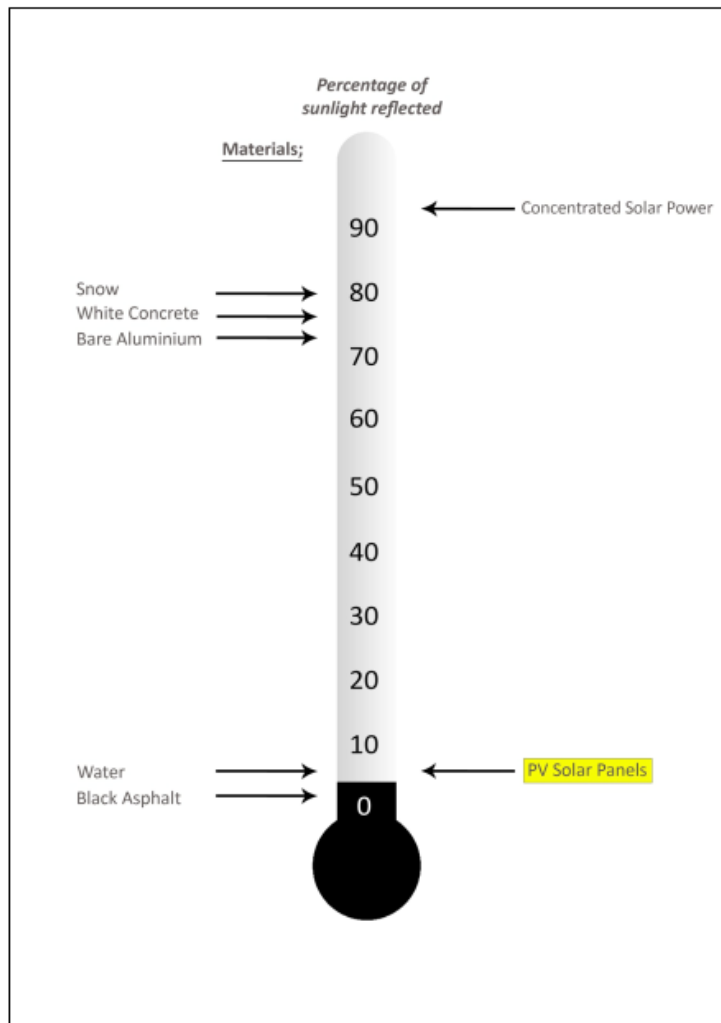 Percentage of
sunlight reflected
Materials;
Concentrated Solar Power
90
Snow
80
White Concrete
Bare Aluminium
70
60
50
40
30
20
10
Water
PV Solar Panels
Black Asphalt
0